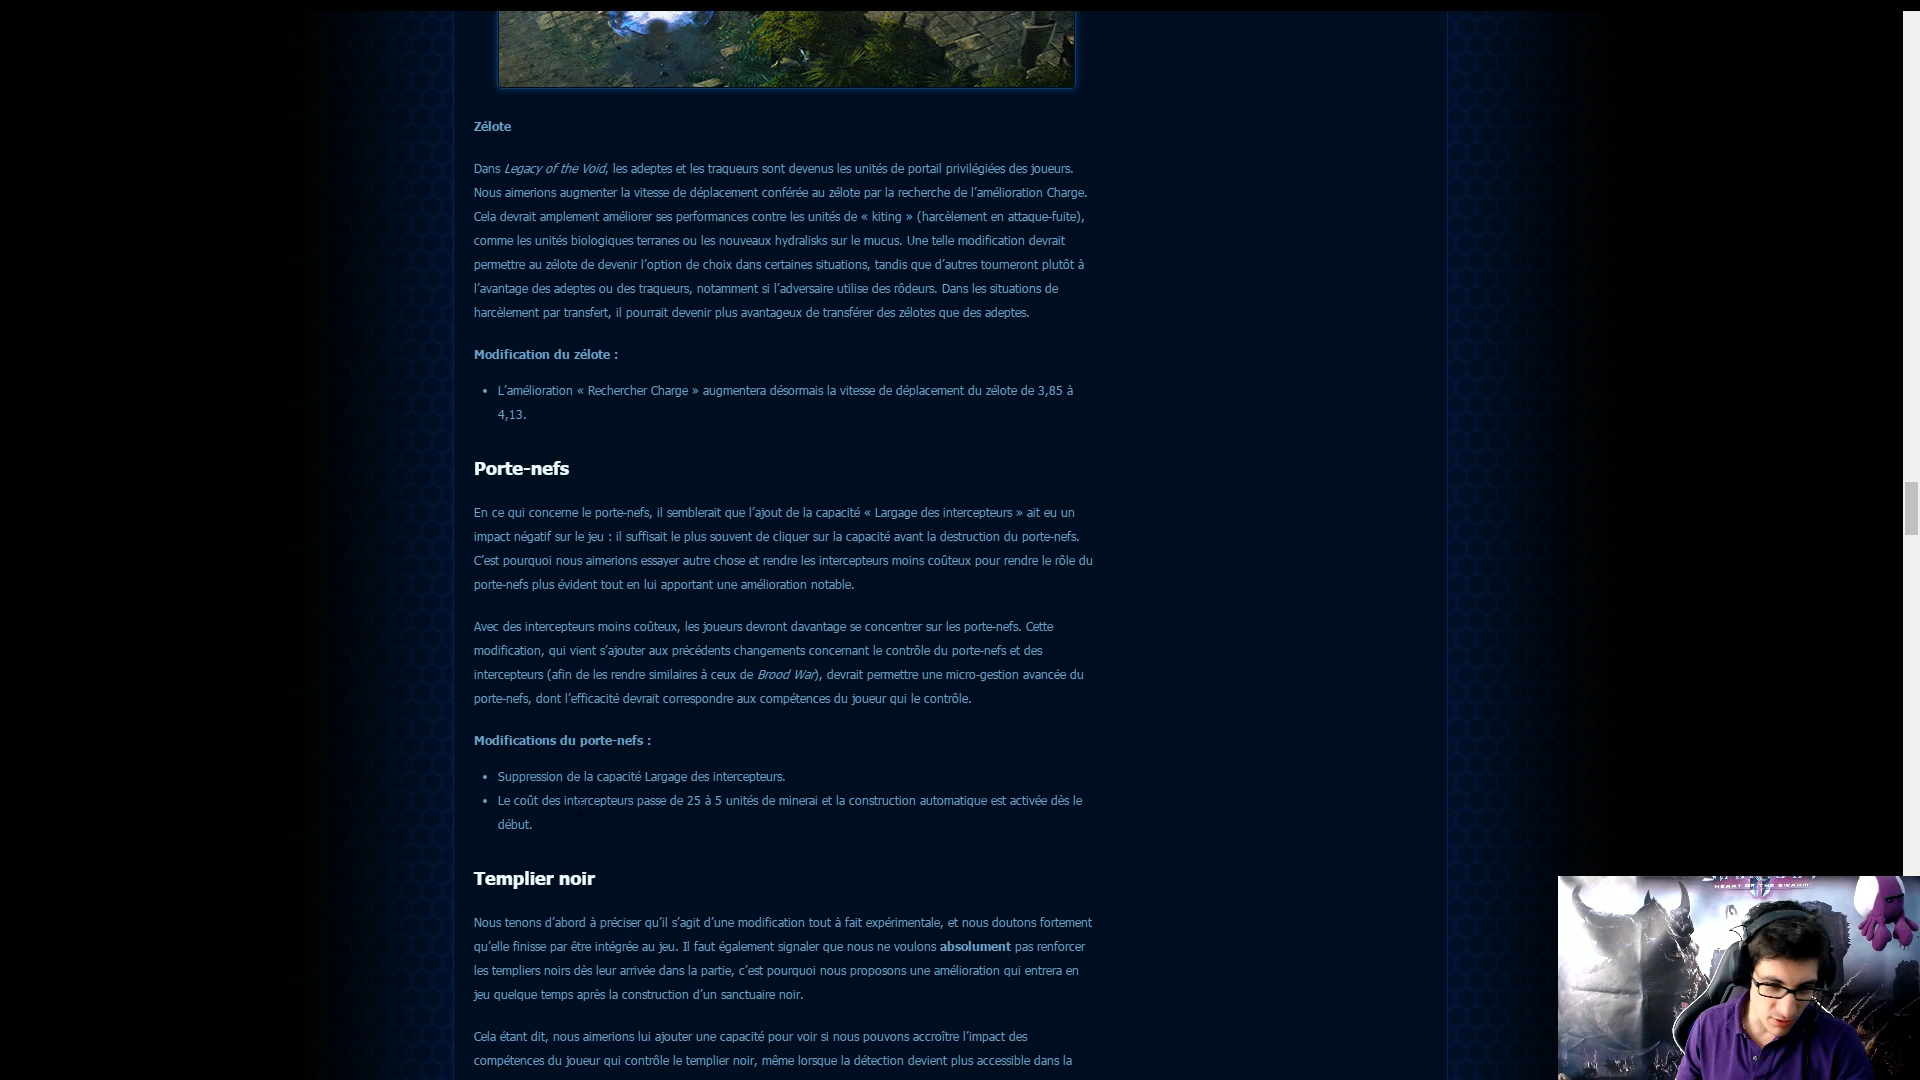 Zélote
Dans Legacy of the Void, les adeptes et les traqueurs sont devenus les unités de portail privilégiées des joueurs.
Nous aimerions augmenter la vitesse de déplacement conférée au zélote par la recherche de l'amélioration Charge.
Cela devrait amplement améliorer ses performances contre les unités de « kiting » (harcèlement en attaque-fuite),
comme les unités biologiques terranes ou les nouveaux hydralisks sur le mucus. Une telle modification devrait
permettre au zélote de devenir l'option de choix dans certaines situations, tandis que d'autres tourneront plutôt à
l'avantage des adeptes ou des traqueurs, notamment si l'adversaire utilise des rôdeurs. Dans les situations de
harcèlement par transfert, il pourrait devenir plus avantageux de transférer des zélotes que des adeptes.
Modification du zélote :
• L'amélioration « Rechercher Charge » augmentera désormais la vitesse de déplacement du zélote de 3,85 à
4,13.
Porte-nefs
En ce qui concerne le porte-nefs, il semblerait que l'ajout de la capacité « Largage des intercepteurs » ait eu un
impact négatif sur le jeu : il suffisait le plus souvent de cliquer sur la capacité avant la destruction du porte-nefs.
C'est pourquoi nous aimerions essayer autre chose et rendre les intercepteurs moins coûteux pour rendre le rôle du
porte-nefs plus évident tout en lui apportant une amélioration notable.
Avec des intercepteurs moins coûteux, les joueurs devront davantage se concentrer sur les porte-nefs. Cette
modification, qui vient s'ajouter aux précédents changements concernant le contrôle du porte-nefs et des
intercepteurs (afin de les rendre similaires à ceux de Brood War), devrait permettre une micro-gestion avancée du
porte-nefs, dont l'efficacité devrait correspondre aux compétences du joueur qui le contrôle.
Modifications du porte-nefs :
• Suppression de la capacité Largage des intercepteurs.
• Le coût des intercepteurs passe de 25 à 5 unités de minerai et la construction automatique est activée dès le
début.
Templier noir
Nous tenons d'abord à préciser qu'il s'agit d'une modification tout à fait expérimentale, et nous doutons fortement
qu'elle finisse par être intégrée au jeu. Il faut également signaler que nous ne voulons absolument pas renforcer
les templiers noirs dès leur arrivée dans la partie, c'est pourquoi nous proposons une amélioration qui entrera en
jeu quelque temps après la construction d'un sanctuaire noir.
Cela étant dit, nous aimerions lui ajouter une capacité pour voir si nous pouvons accroître l'impact des
compétences du joueur qui contrôle le templier noir, même lorsque la détection devient plus accessible dans la
HEART OF THE SWARM